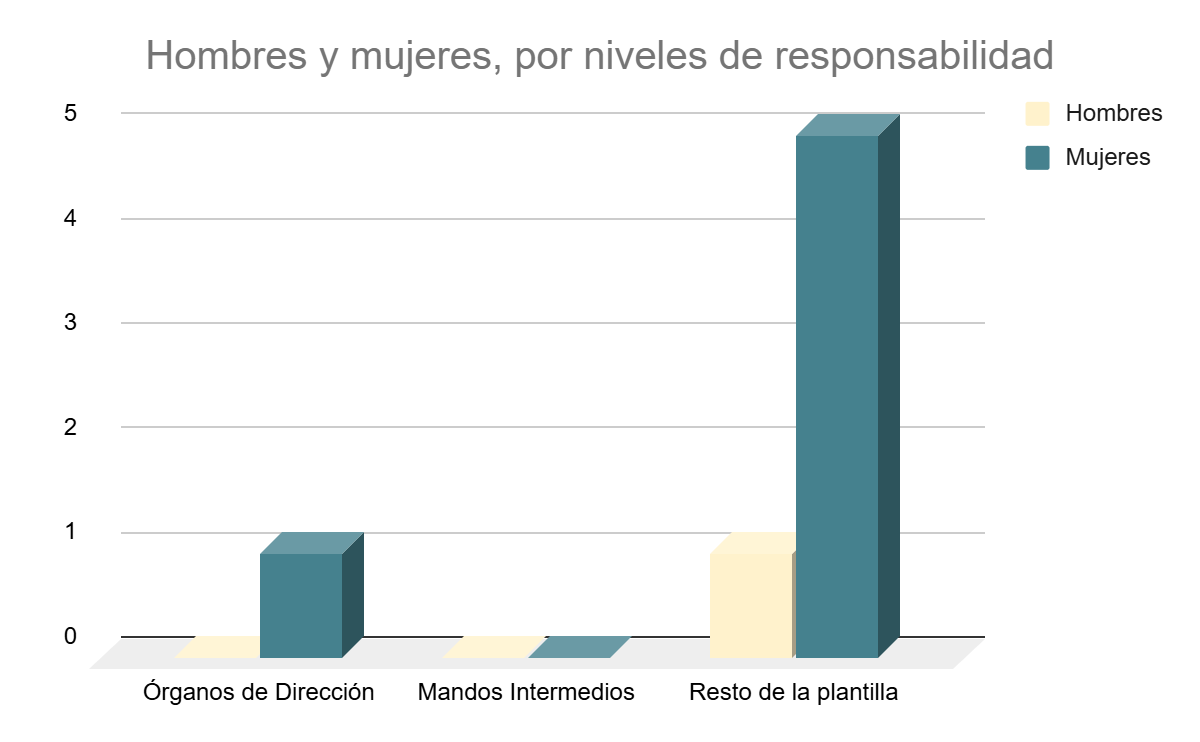 Hombres y mujeres, por niveles de responsabilidad
5
4
3
2
1
0
Hombres
Mujeres
Órganos de Dirección
Mandos Intermedios
Resto de la plantilla